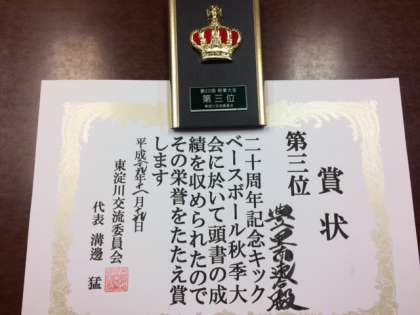 第三位
賞状
第三位
二十周年記念キック
ベースボール秋季大
会に於いて頭書の成
績を収められたので
その栄誉をたたえ賞
します
東淀川交流委員会
代表 溝邊 猛